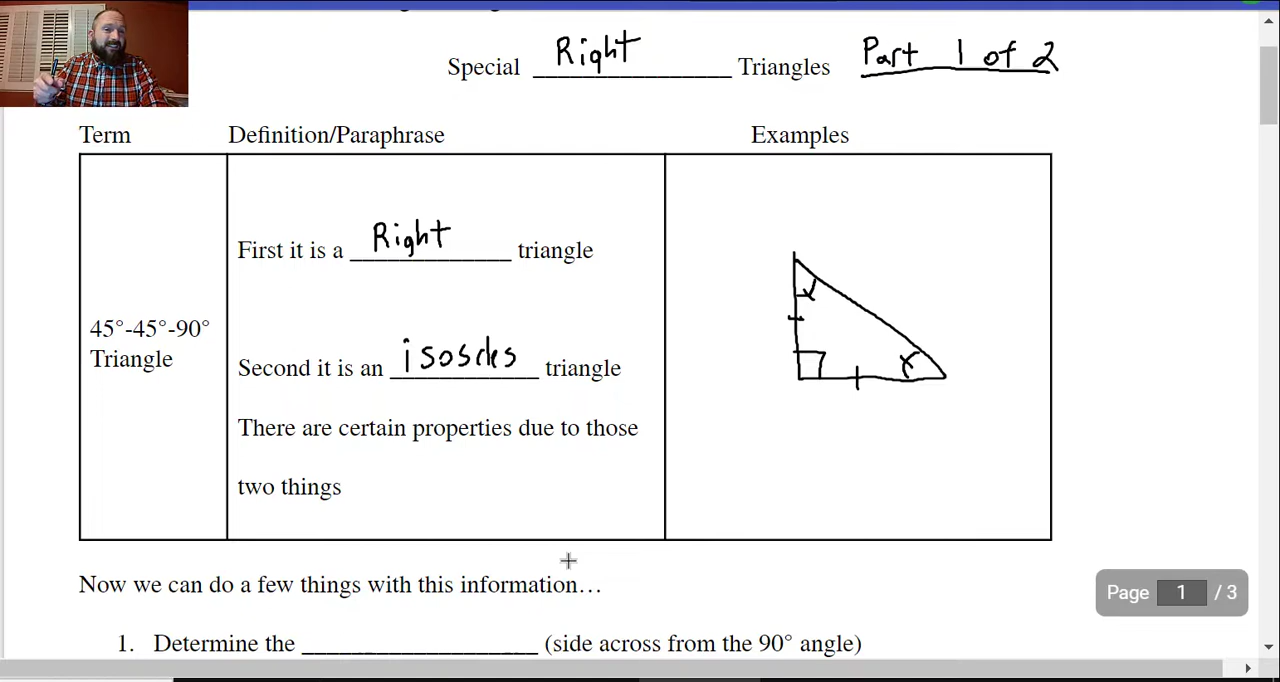 Special Right Triangles Part 1 of 2
Term Definition/Paraphrase Examples
First it is a Right triangle
45°-45°-90°
Triangle
Second it is an isosclес triangle
There are certain properties due to those
two things
x
x
Now we can do a few things with this information…
1. Determine the ____________________ (side across from the 90° angle)
Page 1 / 3